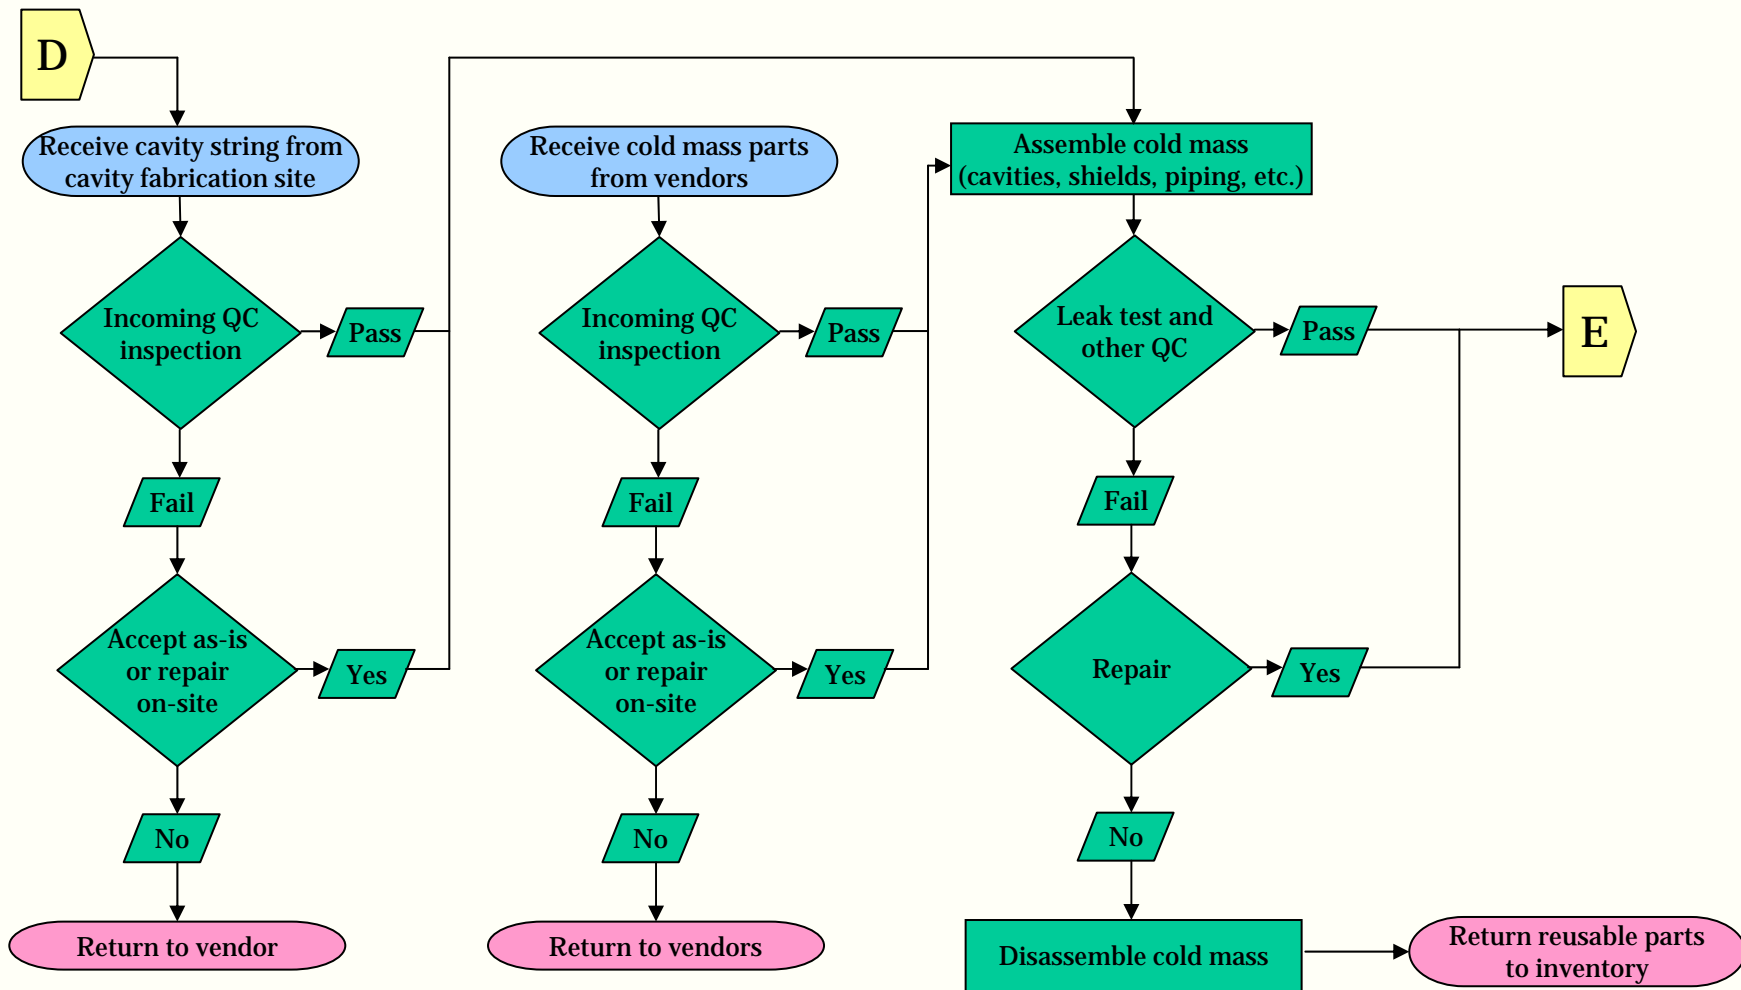 D
Receive cavity string from
cavity fabrication site
Incoming QC
inspection
Pass
Fail
Accept as-is
or repair
on-site
Yes
No
Return to vendor
Receive cold mass parts
from vendors
Incoming QC
inspection
Pass
Fail
Accept as-is
or repair
on-site
Yes
No
Return to vendors
Assemble cold mass
(cavities, shields, piping, etc.)
Leak test and
other QC
Pass
E
Fail
Repair
Yes
No
Disassemble cold mass
Return reusable parts
to inventory